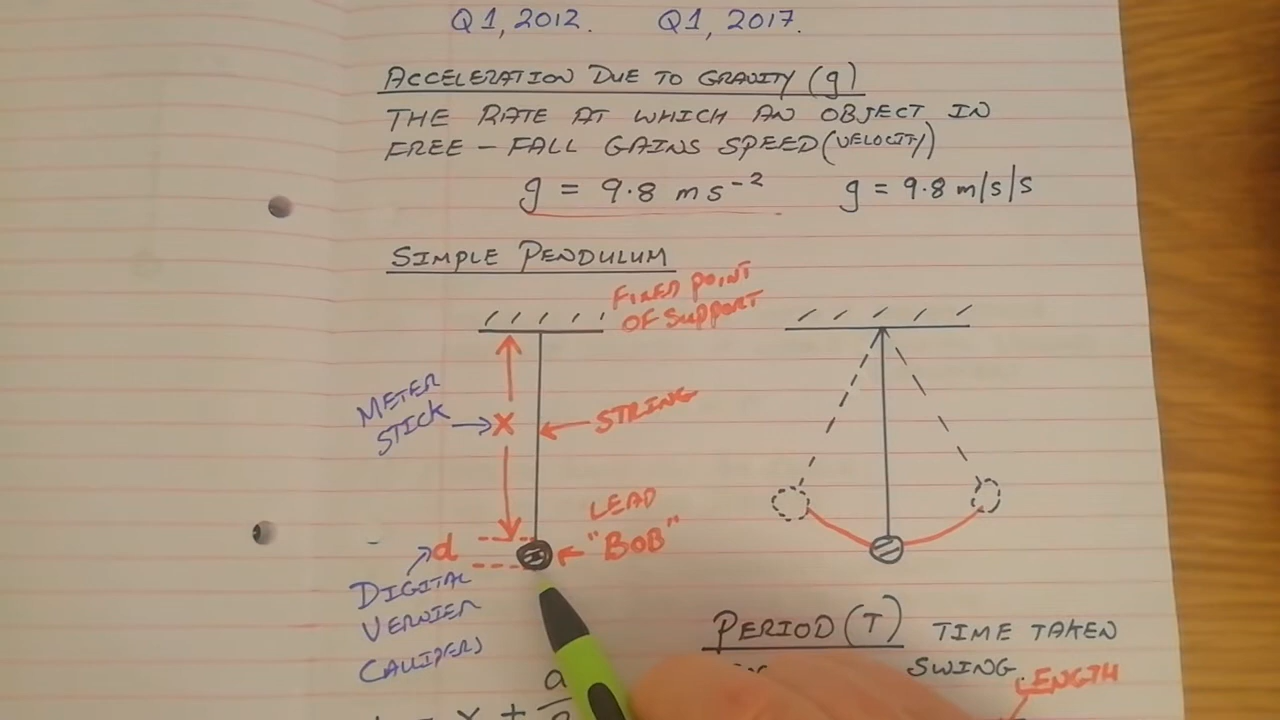 Q1, 2012. Q1, 2017.
ACCELERATION DUE TO GRAVITY (g)
THE RATE AT WHICH AN OBJECT IN
FREE - FALL GAINS SPEED (VELOCITY)
g = 9.8 ms⁻² g = 9.8 m/s/s
SIMPLE PENDULUM
FIXED POINT
OF SUPPORT
METER
STICK
X
STRING
LEAD
"BOB"
d
DIGITAL
VERNIER
CALLIPERS
PERIOD (T) TIME TAKEN
SWING.
LENGTH
x +